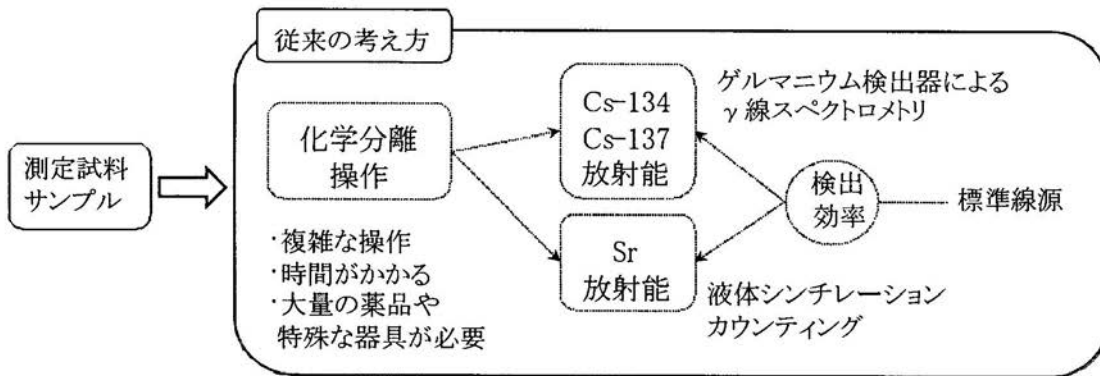 従来の考え方
測定試料
サンプル
化学分離
操作
・複雑な操作
・時間がかかる
・大量の薬品や
特殊な器具が必要
Cs-134
Cs-137
放射能
Sr
放射能
ゲルマニウム検出器による
γ線スペクトロメトリ
検出
効率
標準線源
液体シンチレーション
カウンティング